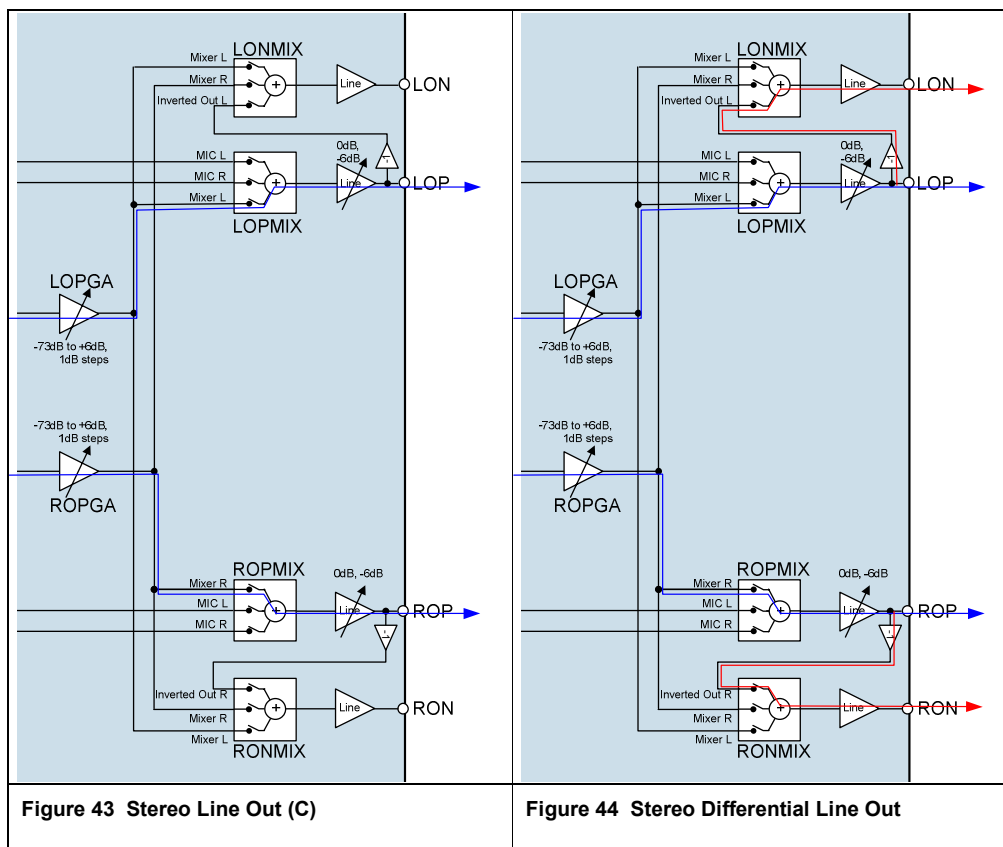 LONMIX
Mixer L
Mixer R
Inverted Out L
Line
LON
MIC L
MIC R
Mixer L
0dB,
-6dB
Line
-1
LOP
LOPMIX
LOPGA
-73dB to +6dB,
1dB steps
-73dB to +6dB,
1dB steps
ROPGA
ROPMIX
Mixer R
MIC L
MIC R
0dB, -6dB
Line
-1
ROP
Inverted Out R
Mixer R
Mixer L
Line
RON
RONMIX
Figure 43 Stereo Line Out (C)
LONMIX
Mixer L
Mixer R
Inverted Out L
Line
LON
MIC L
MIC R
Mixer L
0dB,
-6dB
Line
-1
LOP
LOPMIX
LOPGA
-73dB to +6dB,
1dB steps
-73dB to +6dB,
1dB steps
ROPGA
ROPMIX
Mixer R
MIC L
MIC R
0dB, -6dB
Line
-1
ROP
Inverted Out R
Mixer R
Mixer L
Line
RON
RONMIX
Figure 44 Stereo Differential Line Out